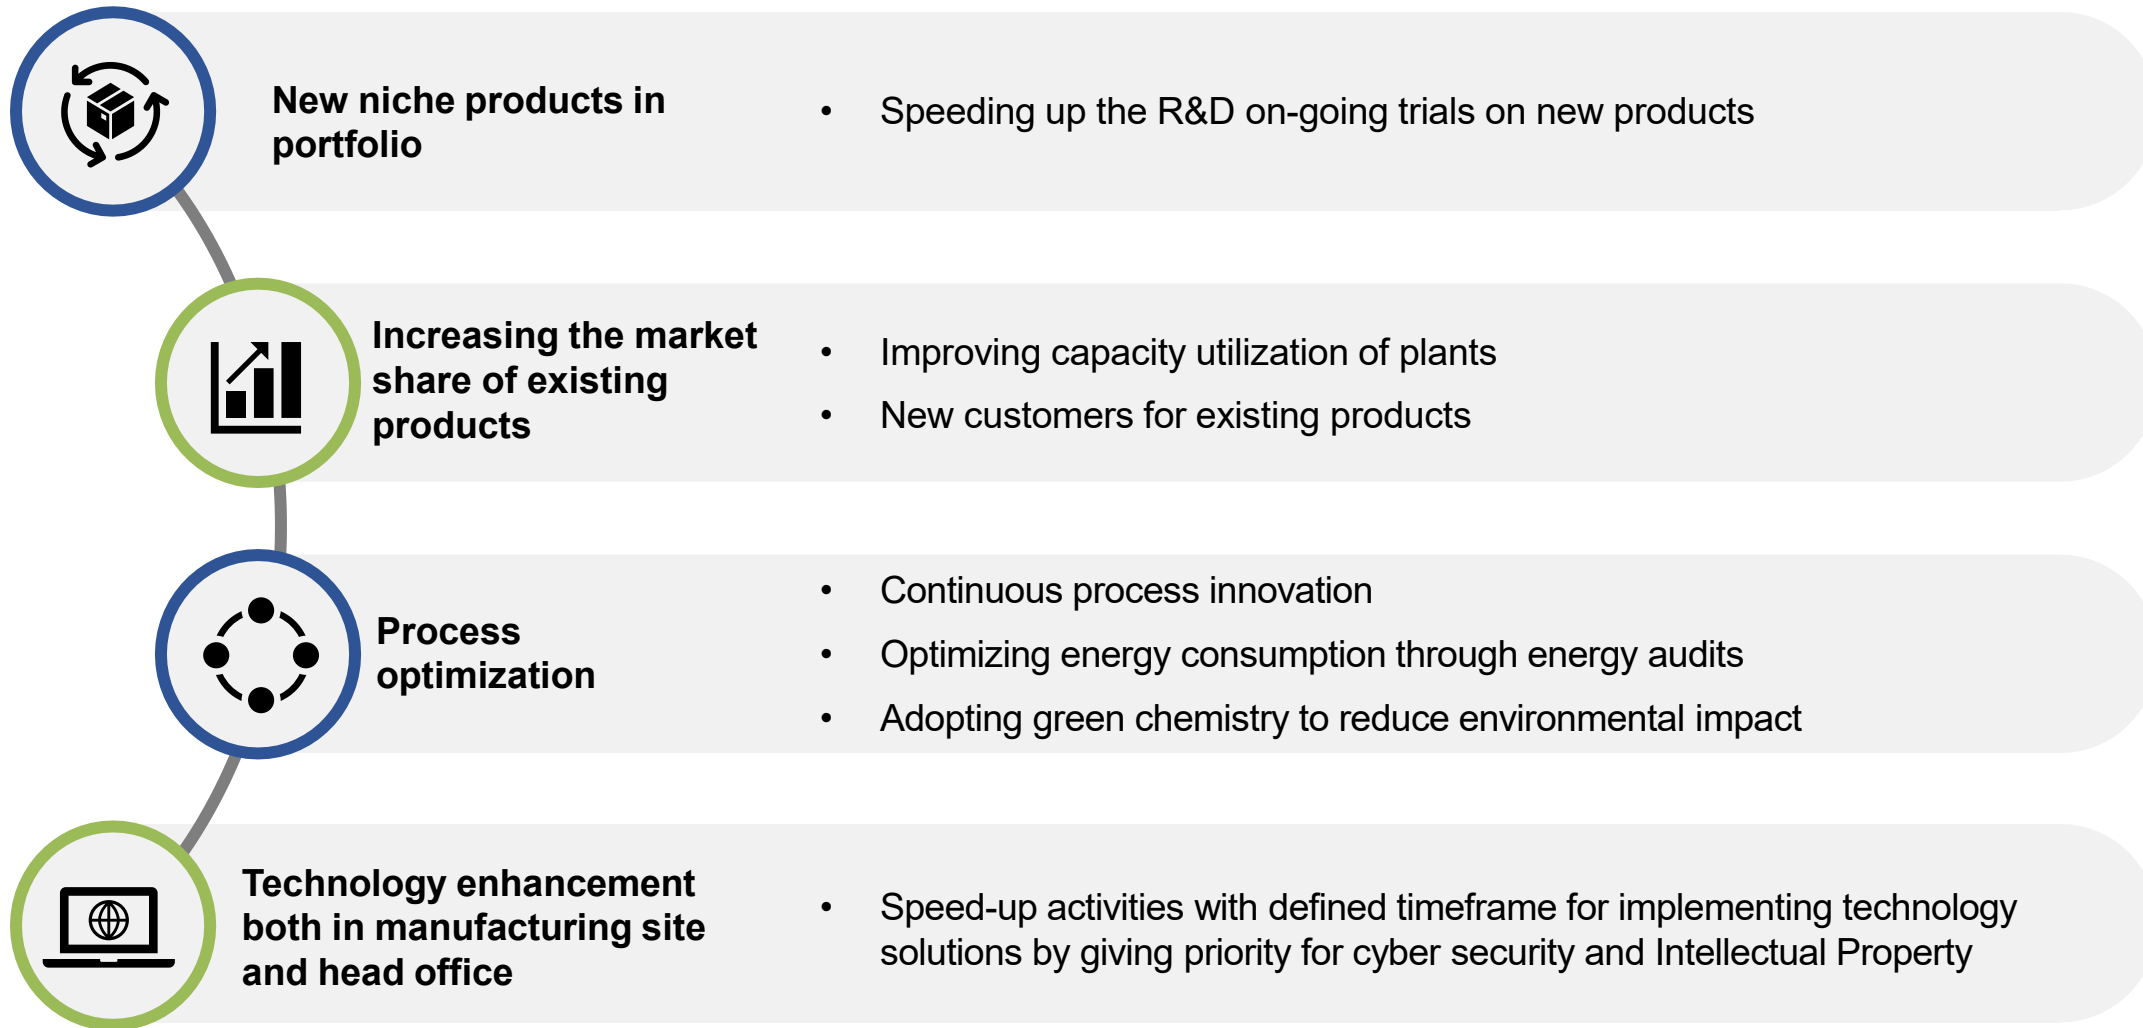 New niche products in
portfolio
• Speeding up the R&D on-going trials on new products
Increasing the market
share of existing
products
• Improving capacity utilization of plants
• New customers for existing products
Process
optimization
• Continuous process innovation
• Optimizing energy consumption through energy audits
• Adopting green chemistry to reduce environmental impact
Technology enhancement
both in manufacturing site
and head office
• Speed-up activities with defined timeframe for implementing technology
solutions by giving priority for cyber security and Intellectual Property